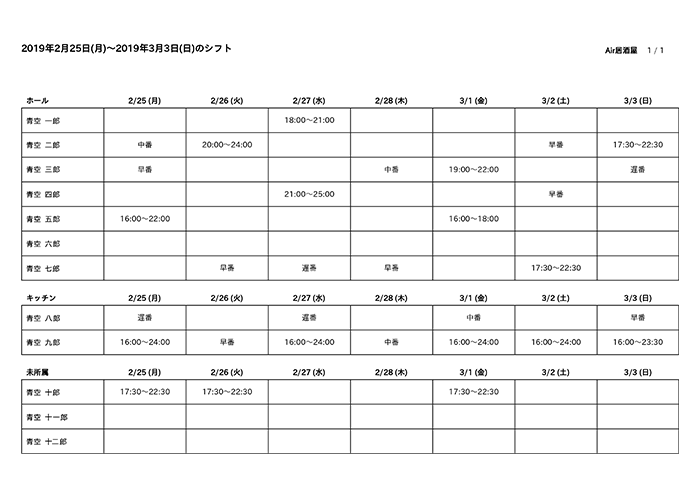 2019年2月25日(月)〜2019年3月3日(日)のシフト Air居酒屋 1 / 1
ホール 2/25 (月) 2/26 (火) 2/27 (水) 2/28 (木) 3/1 (金) 3/2 (土) 3/3 (日)
青空 一郎 18:00〜21:00
青空 二郎 中番 20:00〜24:00 早番 17:30〜22:30
青空 三郎 早番 中番 19:00〜22:00 遅番
青空 四郎 21:00〜25:00 早番
青空 五郎 16:00〜22:00 16:00〜18:00
青空 六郎
青空 七郎 早番 遅番 早番 17:30〜22:30
キッチン 2/25 (月) 2/26 (火) 2/27 (水) 2/28 (木) 3/1 (金) 3/2 (土) 3/3 (日)
青空 八郎 遅番 遅番 中番 早番
青空 九郎 16:00〜24:00 早番 16:00〜24:00 中番 16:00〜24:00 16:00〜24:00 16:00〜23:30
未所属 2/25 (月) 2/26 (火) 2/27 (水) 2/28 (木) 3/1 (金) 3/2 (土) 3/3 (日)
青空 十郎 17:30〜22:30 17:30〜22:30 17:30〜22:30
青空 十一郎
青空 十二郎